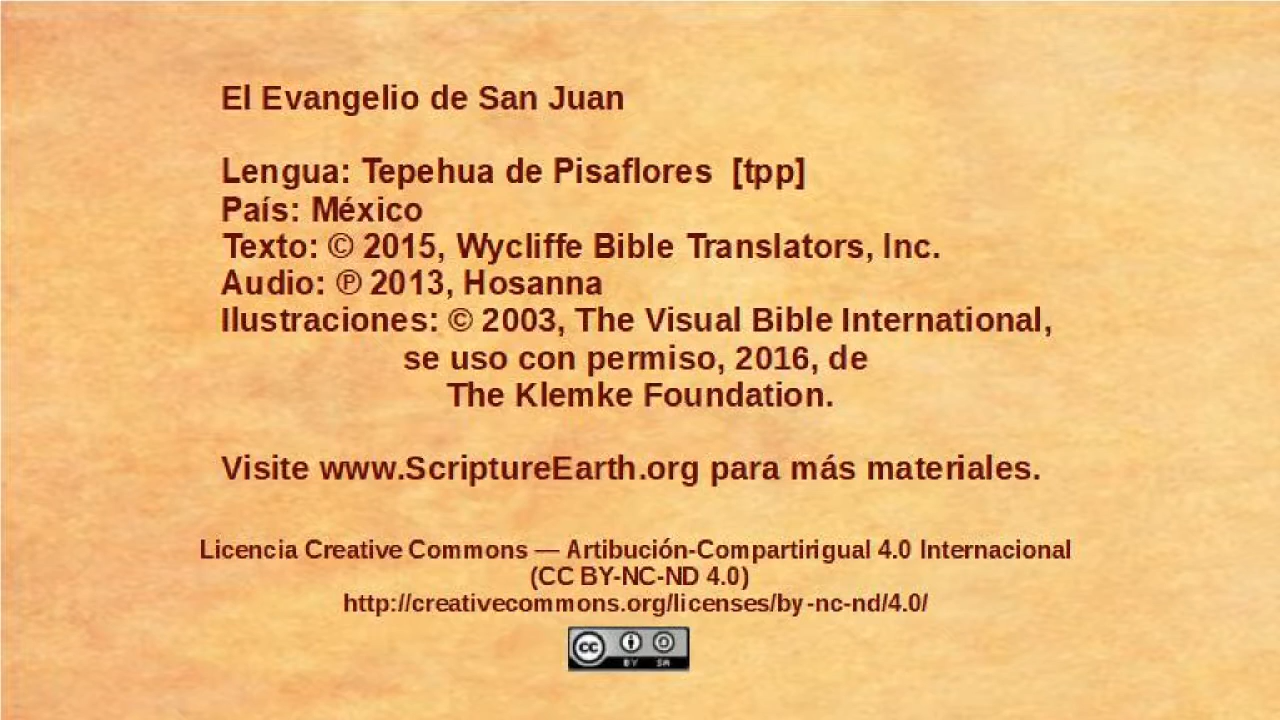 El Evangelio de San Juan
Lengua: Tepehua de Pisaflores [tpp]
País: México
Texto: © 2015, Wycliffe Bible Translators, Inc.
Audio: ℗ 2013, Hosanna
Ilustraciones: © 2003, The Visual Bible International,
se uso con permiso, 2016, de
The Klemke Foundation.
Visite www.ScriptureEarth.org para más materiales.
Licencia Creative Commons — Artibución-Compartirigual 4.0 Internacional
(CC BY-NC-ND 4.0)
http://creativecommons.org/licenses/by-nc-nd/4.0/
cc
BY SA